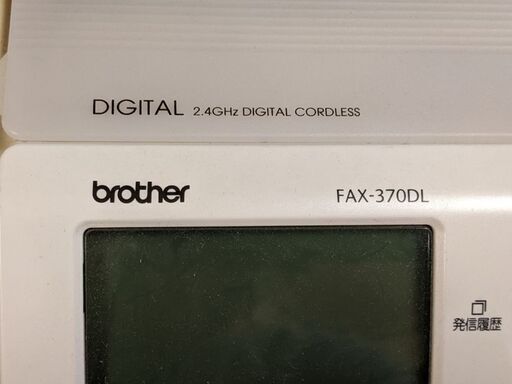 DIGITAL 2.4GHz DIGITAL CORDLESS
brother FAX-370DL
発信履歴